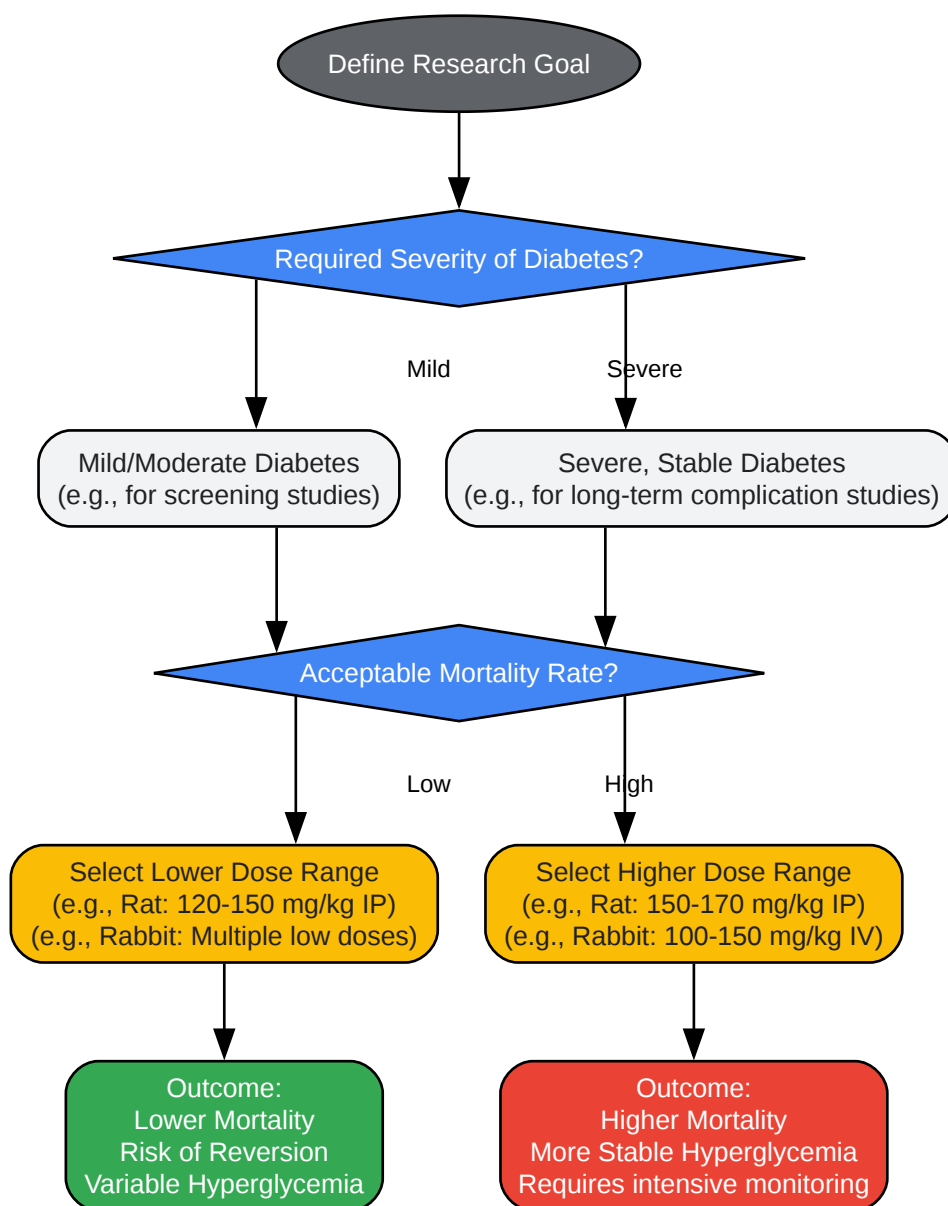 Define Research Goal
Required Severity of Diabetes?
Mild
Severe
Mild/Moderate Diabetes
(e.g., for screening studies)
Severe, Stable Diabetes
(e.g., for long-term complication studies)
Acceptable Mortality Rate?
Low
High
Select Lower Dose Range
(e.g., Rat: 120-150 mg/kg IP)
(e.g., Rabbit: Multiple low doses)
Select Higher Dose Range
(e.g., Rat: 150-170 mg/kg IP)
(e.g., Rabbit: 100-150 mg/kg IV)
Outcome:
Lower Mortality
Risk of Reversion
Variable Hyperglycemia
Outcome:
Higher Mortality
More Stable Hyperglycemia
Requires intensive monitoring